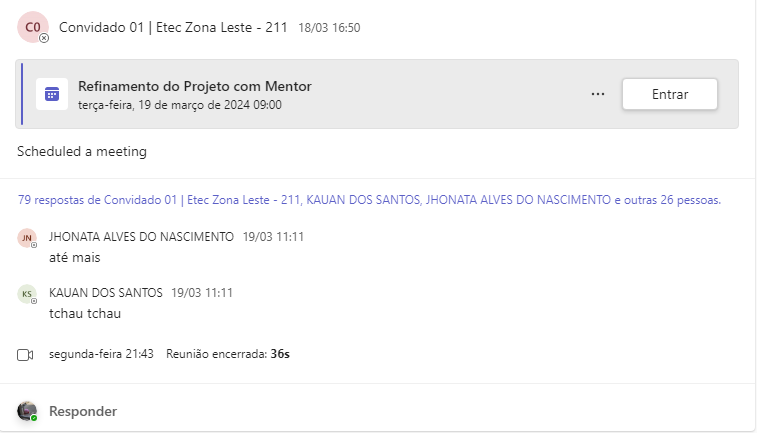 C0
Convidado 01 | Etec Zona Leste - 211 18/03 16:50
Refinamento do Projeto com Mentor
terça-feira, 19 de março de 2024 09:00
... Entrar
Scheduled a meeting
79 respostas de Convidado 01 | Etec Zona Leste - 211, KAUAN DOS SANTOS, JHONATA ALVES DO NASCIMENTO e outras 26 pessoas.
JN
JHONATA ALVES DO NASCIMENTO 19/03 11:11
até mais
KS
KAUAN DOS SANTOS 19/03 11:11
tchau tchau
segunda-feira 21:43 Reunião encerrada: 36s
Responder